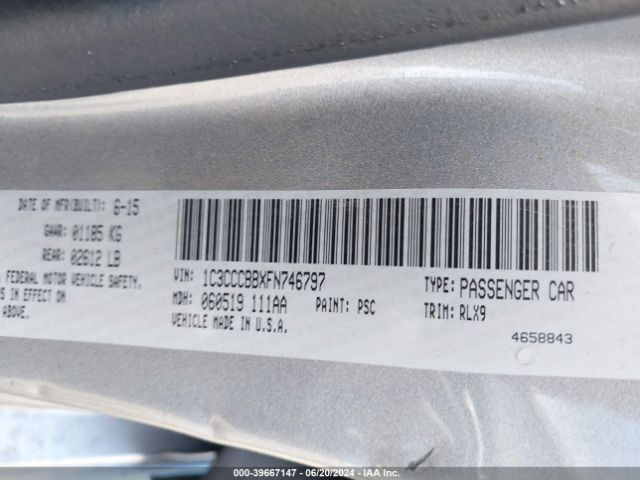 DATE OF MFR(BUILT): 6-15
GAWR: 01185 KG
REAR: 02612 LB
FEDERAL MOTOR VEHICLE SAFETY,
S IN EFFECT ON
ABOVE.
VIN: 1C3CCCBBXFN746797
MDH: 060519 111AA PAINT: PSC
VEHICLE MADE IN U.S.A.
TYPE: PASSENGER CAR
TRIM: RLX9
4658843
000-39667147 - 06/20/2024 - IAA Inc.